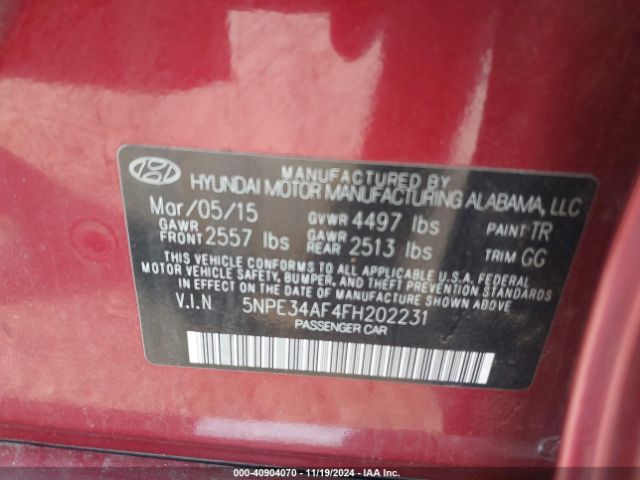 MANUFACTURED BY
HYUNDAI MOTOR MANUFACTURING ALABAMA, LLC
Mar/05/15 GVWR 4497 lbs PAINT TR
GAWR FRONT 2557 lbs GAWR REAR 2513 lbs TRIM GG
THIS VEHICLE CONFORMS TO ALL APPLICABLE U.S. FEDERAL
MOTOR VEHICLE SAFETY, BUMPER, AND THEFT PREVENTION STANDARDS
IN EFFECT ON THE DATE OF MANUFACTURE SHOWN ABOVE
V.I.N 5NPE34AF4FH202231
PASSENGER CAR
000-40904070 - 11/19/2024 - IAA Inc.